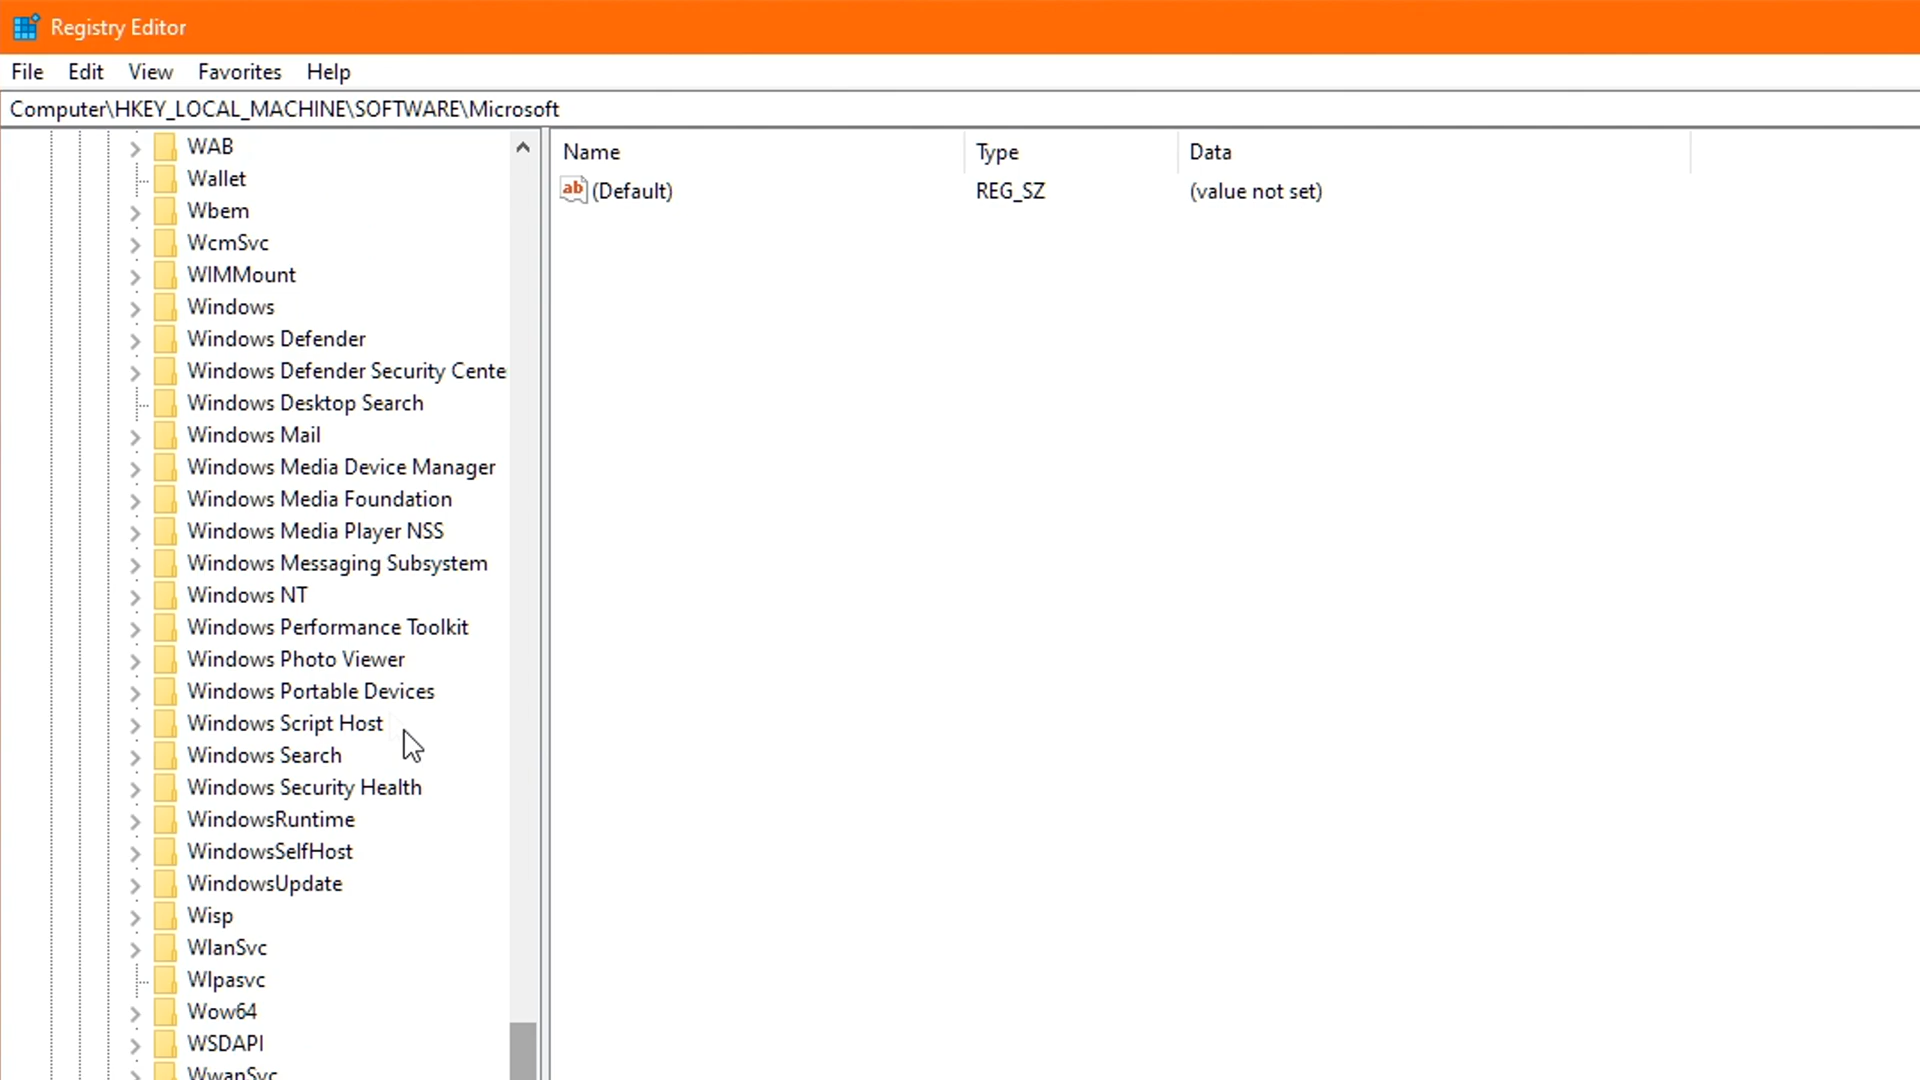 Registry Editor
File Edit View Favorites Help
Computer\HKEY_LOCAL_MACHINE\SOFTWARE\Microsoft
WAB
Wallet
Wbem
WcmSvc
WIMMount
Windows
Windows Defender
Windows Defender Security Cente
Windows Desktop Search
Windows Mail
Windows Media Device Manager
Windows Media Foundation
Windows Media Player NSS
Windows Messaging Subsystem
Windows NT
Windows Performance Toolkit
Windows Photo Viewer
Windows Portable Devices
Windows Script Host
Windows Search
Windows Security Health
WindowsRuntime
WindowsSelfHost
WindowsUpdate
Wisp
WlanSvc
Wlpasvc
Wow64
WSDAPI
WwanSvc
Name Type Data
ab (Default) REG_SZ (value not set)